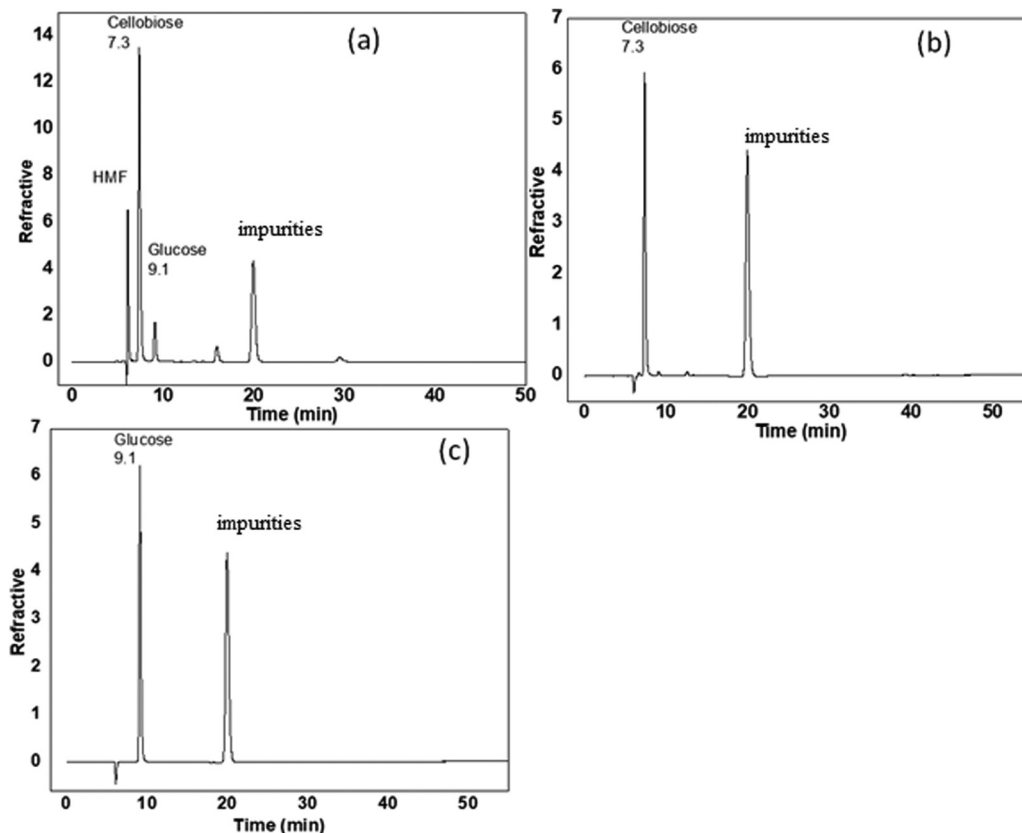 (a)
Cellobiose
7.3
HMF
Glucose
9.1
impurities
Refractive
14
12
10
8
6
4
2
0
0 10 20 30 40 50
Time (min)
(b)
Cellobiose
7.3
impurities
Refractive
7
6
5
4
3
2
1
0
0 10 20 30 40 50
Time (min)
(c)
Glucose
9.1
impurities
Refractive
7
6
5
4
3
2
1
0
0 10 20 30 40 50
Time (min)